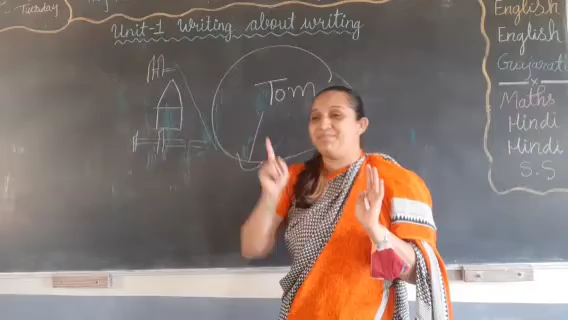 Tuesday
Unit-1 Writing about writing
Tom
English
English
Gujarati
Maths
Hindi
Hindi
S.S